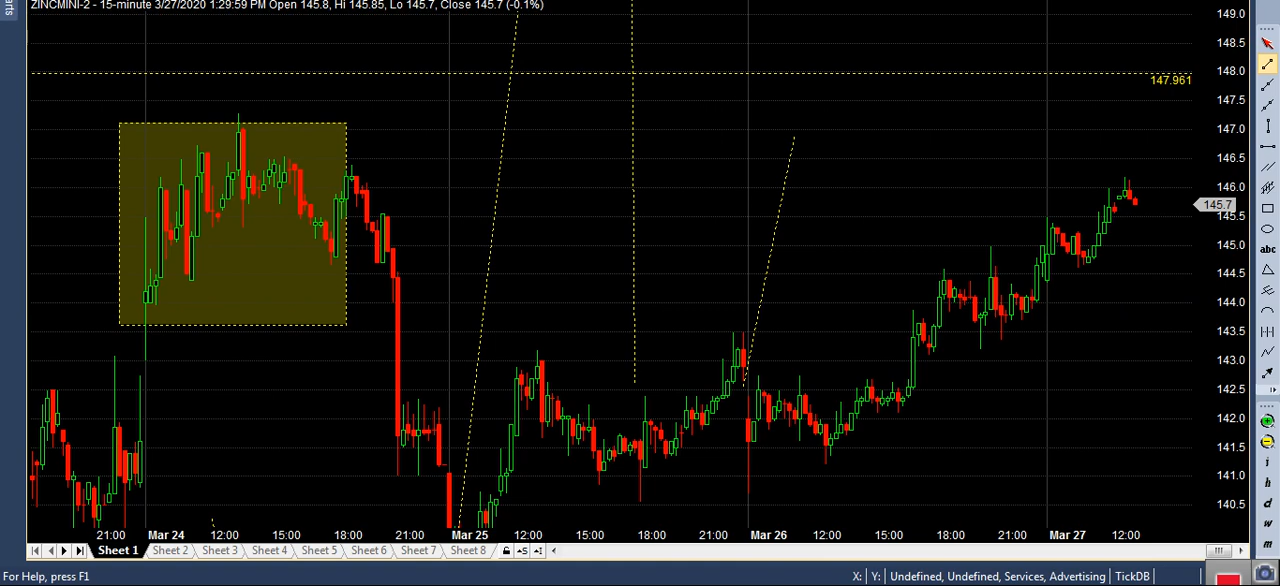 arts
ZINCMINI-2 - 15-minute 3/27/2020 1:29:59 PM Open 145.8, Hi 145.85, Lo 145.7, Close 145.7 (-0.1%)
149.0
148.5
148.0
147.961
147.5
147.0
146.5
146.0
145.7
145.5
145.0
144.5
144.0
143.5
143.0
142.5
142.0
141.5
141.0
140.5
abc
i
h
d
w
m
21:00 Mar 24 12:00 15:00 18:00 21:00 Mar 25 12:00 15:00 18:00 21:00 Mar 26 12:00 15:00 18:00 21:00 Mar 27 12:00
Sheet 1 Sheet 2 Sheet 3 Sheet 4 Sheet 5 Sheet 6 Sheet 7 Sheet 8
For Help, press F1 X: Y: Undefined, Undefined, Services, Advertising TickDB